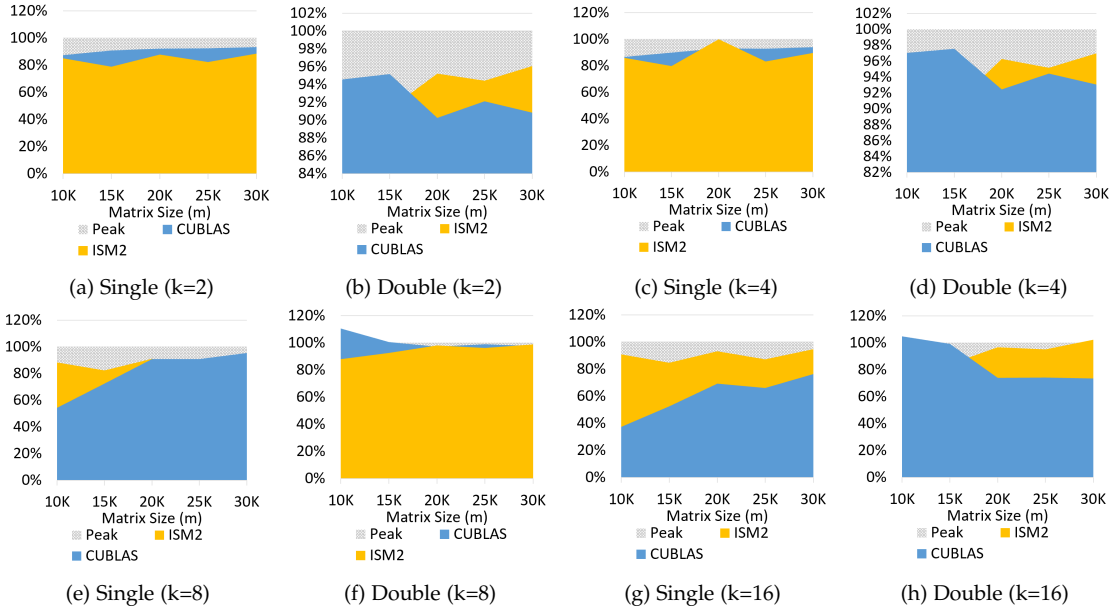 120%
100%
80%
60%
40%
20%
0%
10K 15K 20K 25K 30K
Matrix Size (m)
Peak CUBLAS
ISM2
(a) Single (k=2)
102%
100%
98%
96%
94%
92%
90%
88%
86%
84%
10K 15K 20K 25K 30K
Matrix Size (m)
Peak ISM2
CUBLAS
(b) Double (k=2)
120%
100%
80%
60%
40%
20%
0%
10K 15K 20K 25K 30K
Matrix Size (m)
Peak CUBLAS
ISM2
(c) Single (k=4)
102%
100%
98%
96%
94%
92%
90%
88%
86%
84%
82%
10K 15K 20K 25K 30K
Matrix Size (m)
Peak ISM2
CUBLAS
(d) Double (k=4)
120%
100%
80%
60%
40%
20%
0%
10K 15K 20K 25K 30K
Matrix Size (m)
Peak ISM2
CUBLAS
(e) Single (k=8)
120%
100%
80%
60%
40%
20%
0%
10K 15K 20K 25K 30K
Matrix Size (m)
Peak CUBLAS
ISM2
(f) Double (k=8)
120%
100%
80%
60%
40%
20%
0%
10K 15K 20K 25K 30K
Matrix Size (m)
Peak ISM2
CUBLAS
(g) Single (k=16)
120%
100%
80%
60%
40%
20%
0%
10K 15K 20K 25K 30K
Matrix Size (m)
Peak ISM2
CUBLAS
(h) Double (k=16)